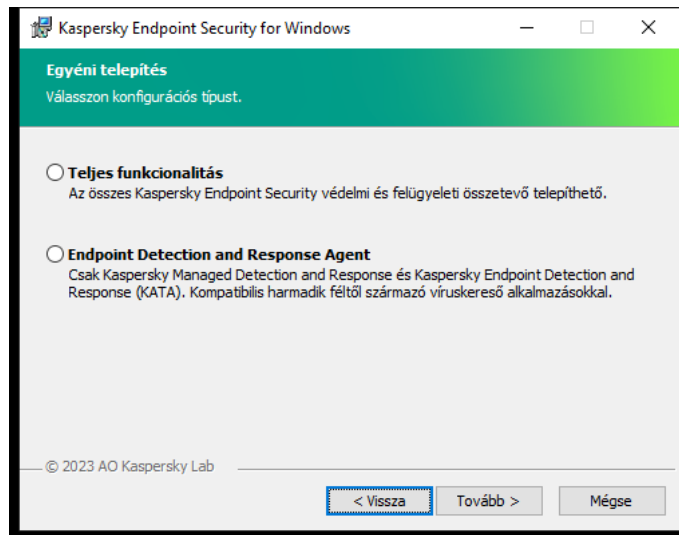 Kaspersky Endpoint Security for Windows
Egyéni telepítés
Válasszon konfigurációs típust.
Teljes funkcionalitás
Az összes Kaspersky Endpoint Security védelmi és felügyeleti összetevő telepíthető.
Endpoint Detection and Response Agent
Csak Kaspersky Managed Detection and Response és Kaspersky Endpoint Detection and
Response (KATA). Kompatibilis harmadik féltől származó víruskereső alkalmazásokkal.
© 2023 AO Kaspersky Lab
< Vissza Tovább > Mégse